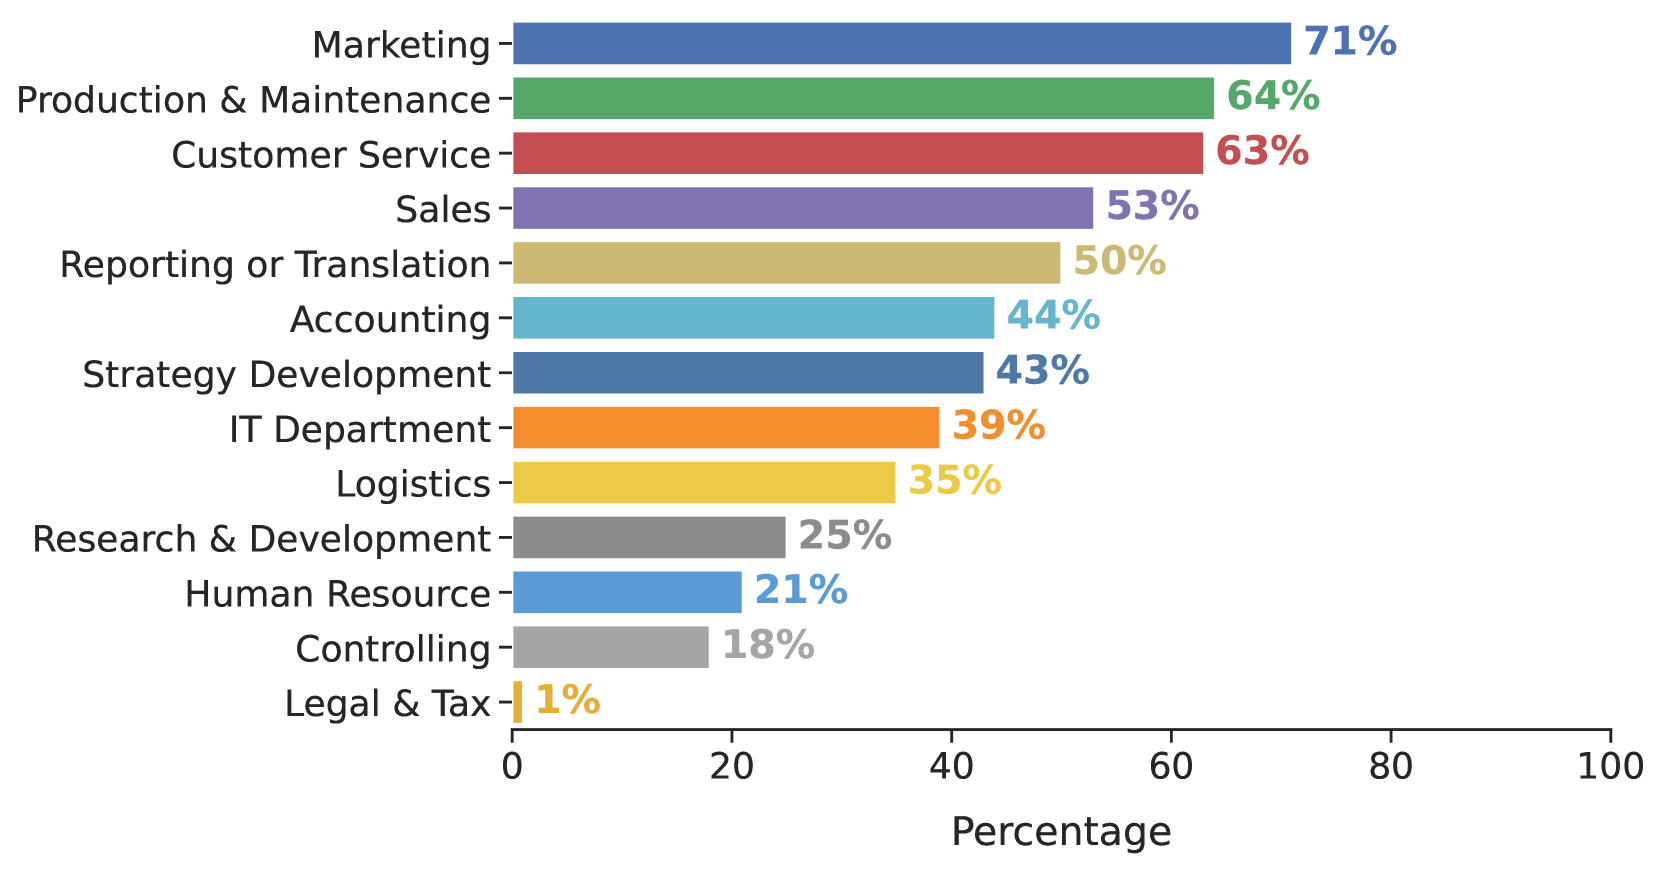 Marketing 71%
Production & Maintenance 64%
Customer Service 63%
Sales 53%
Reporting or Translation 50%
Accounting 44%
Strategy Development 43%
IT Department 39%
Logistics 35%
Research & Development 25%
Human Resource 21%
Controlling 18%
Legal & Tax 1%
0 20 40 60 80 100
Percentage